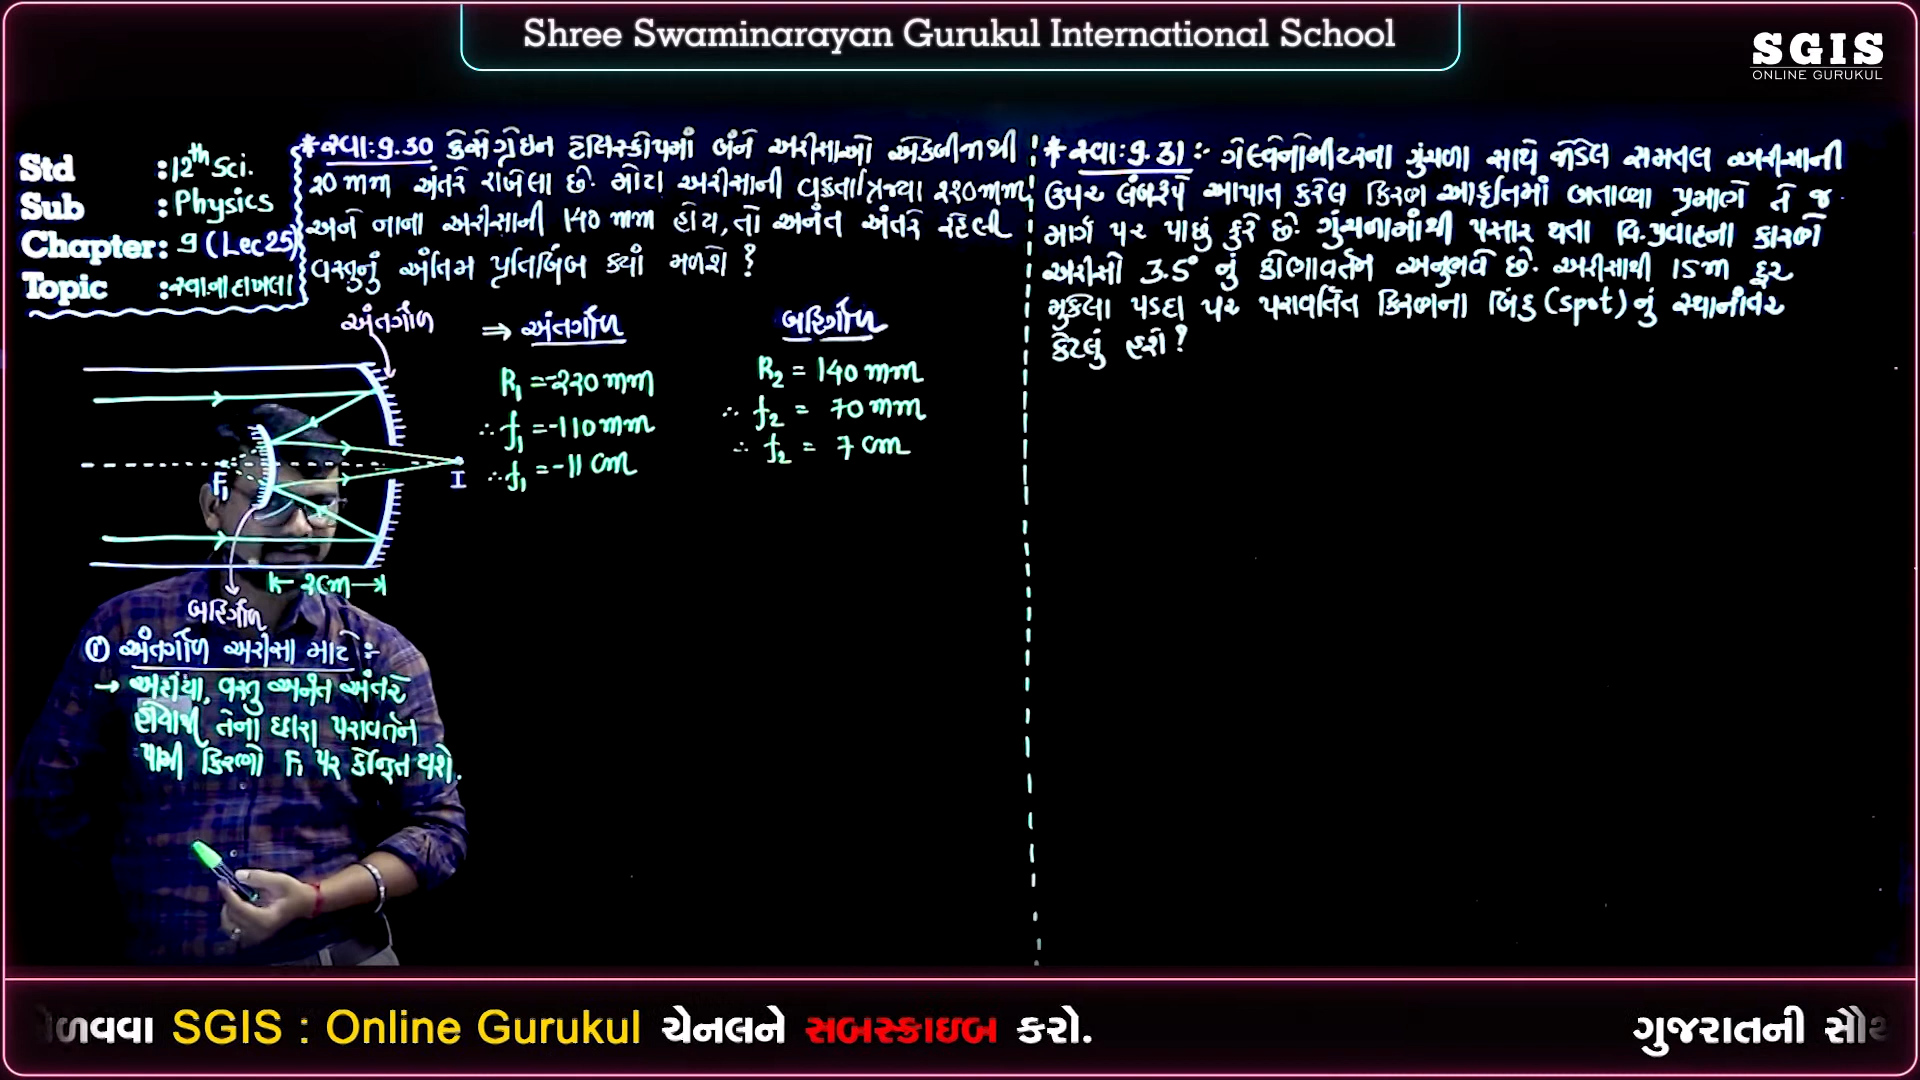 Shree Swaminarayan Gurukul International School
SGIS
ONLINE GURUKUL
Std : 12th Sci.
Sub : Physics
Chapter : 9 (Lec 25)
Topic : સ્વા.ના દાખલા
* સ્વા : 9.30 કેસેગ્રેઇન ટેલિસ્કોપમાં બંને અરીસાઓ એકબીજાથી
20 mm અંતરે રાખેલા છે. મોટા અરીસાની વક્રતાત્રિજ્યા 220 mm
અને નાના અરીસાની 140 mm હોય, તો અનંત અંતરે રહેલી
વસ્તુનું અંતિમ પ્રતિબિંબ ક્યાં મળશે ?
અંતર્ગોળ
F₁
I
k 2cm
બહિર્ગોળ
⇒ અંતર્ગોળ
R₁ = -220 mm
∴ f₁ = -110 mm
∴ f₁ = -11 cm
બહિર્ગોળ
R₂ = 140 mm
∴ f₂ = 70 mm
∴ f₂ = 7 cm
① અંતર્ગોળ અરીસા માટે :-
→ અહીંયા, વસ્તુ અનંત અંતરે
હોવાથી તેના દ્વારા પરાવર્તન
પામી કિરણો F₁ પર કેન્દ્રિત થશે.
* સ્વા : 9.31 :- ગેલ્વેનોમીટરના ગુંચળા સાથે જોડેલ સમતલ અરીસાની
ઉપર લંબરૂપે આપાત કરેલ કિરણ આકૃતિમાં બતાવ્યા પ્રમાણે તે જ
માર્ગ પર પાછું ફરે છે. ગુંચળામાંથી પસાર થતા વિ.પ્રવાહના કારણે
અરીસો 3.5° નું કોણાવર્તન અનુભવે છે. અરીસાથી 1.5 m દૂર
મુકેલા પડદા પર પરાવર્તિત કિરણના બિંદુ (spot) નું સ્થાનાંતર
કેટલું હશે ?
ળવવા SGIS : Online Gurukul ચેનલને સબસ્ક્રાઇબ કરો.
ગુજરાતની